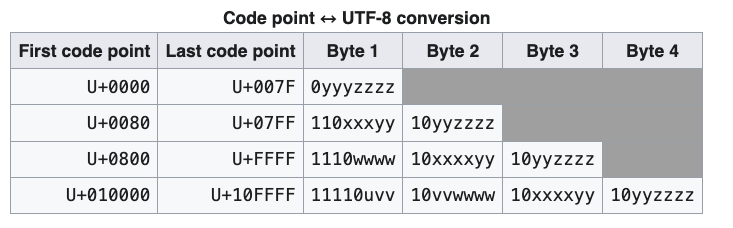 Code point ↔ UTF-8 conversion
First code point Last code point Byte 1 Byte 2 Byte 3 Byte 4
U+0000 U+007F 0yyyzzzz
U+0080 U+07FF 110xxxyy 10yyzzzz
U+0800 U+FFFF 1110wwww 10xxxxyy 10yyzzzz
U+010000 U+10FFFF 11110uvv 10vvwwww 10xxxxyy 10yyzzzz